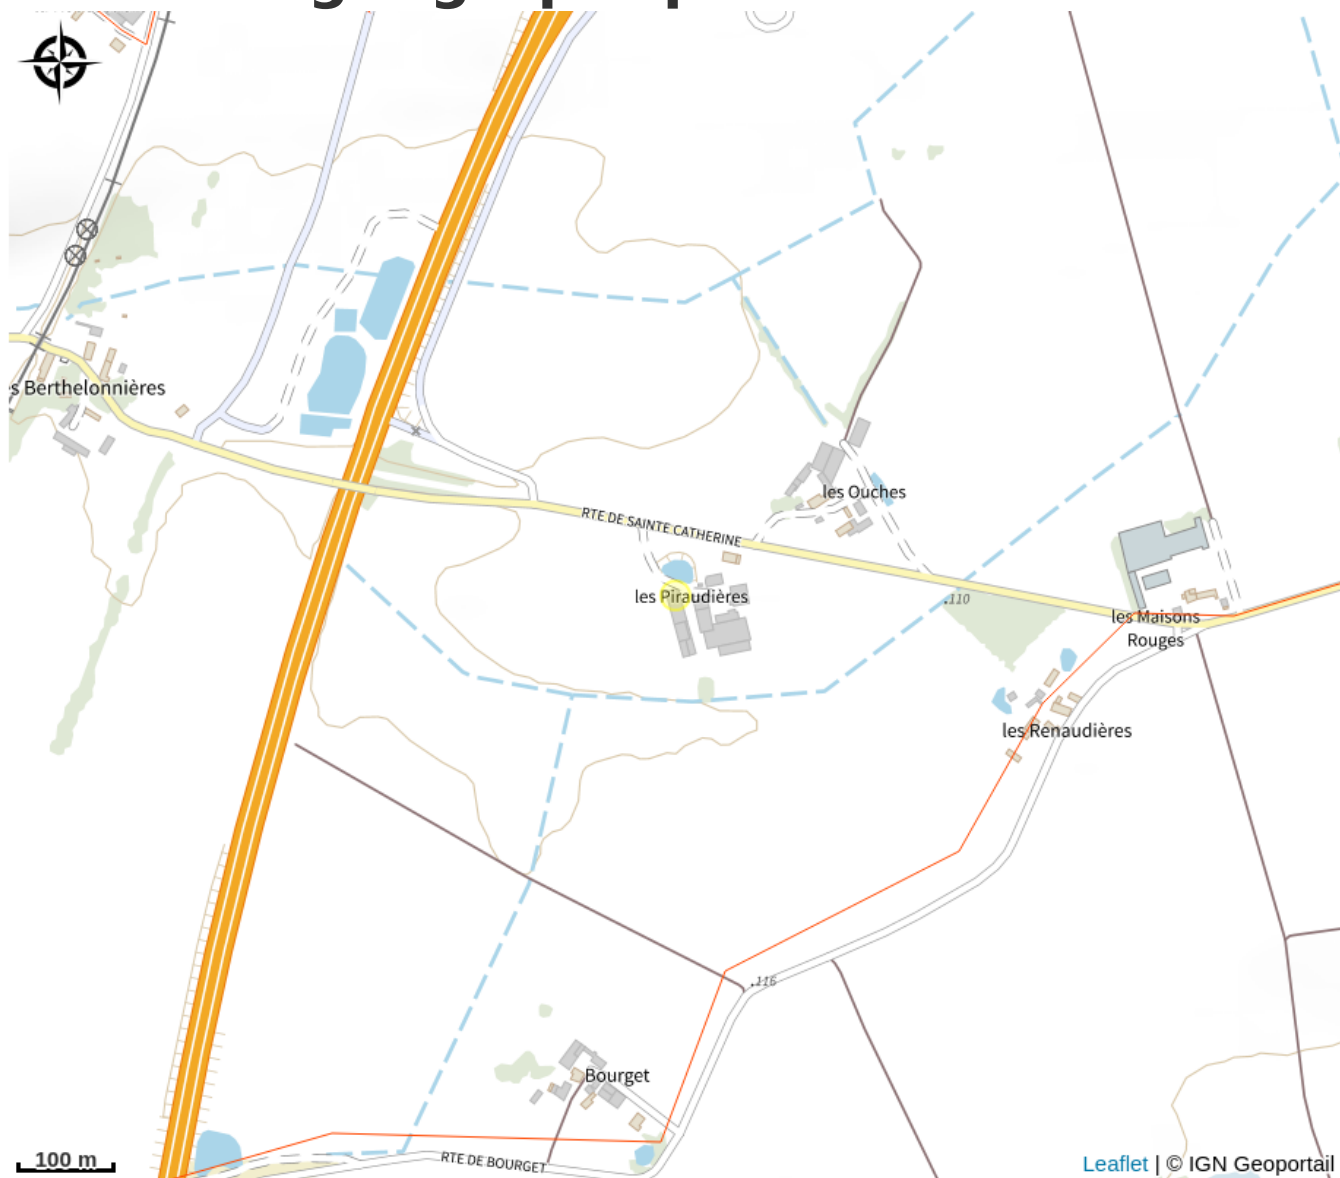 s Berthelonnières
les Ouches
RTE DE SAINTE CATHERINE
les Piraudières
.110
les Maisons
Rouges
les Renaudières
.116
Bourget
RTE DE BOURGET
100 m
Leaflet | © IGN Geoportail